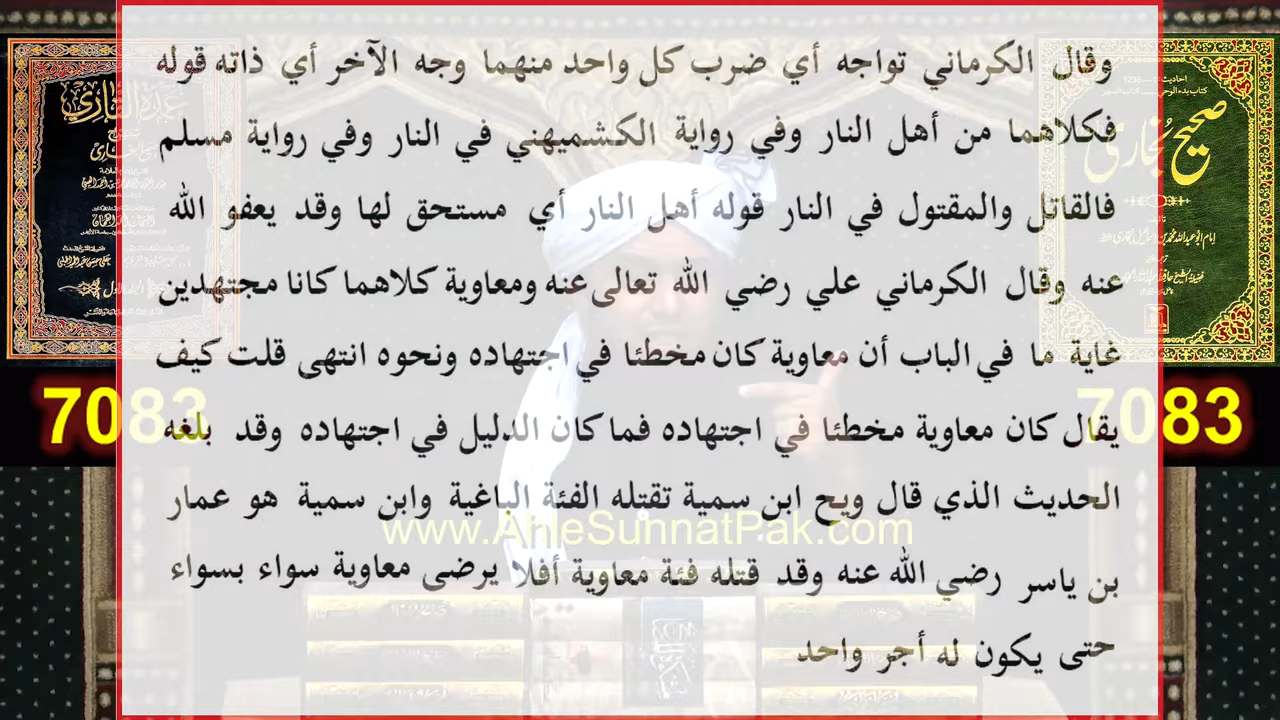 وقال الكرماني تواجه أي ضرب كل واحد منهما وجه الآخر أي ذاته قوله
فكلاهما من أهل النار وفي رواية الكشميهني في النار وفي رواية مسلم
فالقاتل والمقتول في النار قوله أهل النار أي مستحق لها وقد يعفو الله
عنه وقال الكرماني علي رضي الله تعالى عنه ومعاوية كلاهما كانا مجتهدين
غاية ما في الباب أن معاوية كان مخطئا في اجتهاده ونحوه انتهى قلت كيف
يقال كان معاوية مخطئا في اجتهاده فما كان الدليل في اجتهاده وقد بلغه
الحديث الذي قال ويح ابن سمية تقتله الفئة الباغية وابن سمية هو عمار
بن ياسر رضي الله عنه وقد قتله فئة معاوية أفلا يرضى معاوية سواء بسواء
حتى يكون له أجر واحد
www.AhleSunnatPak.com
عمدة القاري
صحیح بخاری
7083
7083